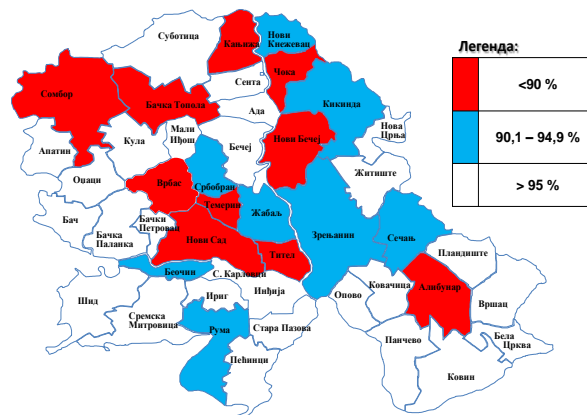 Суботица
Кањижа
Нови
Кнежевац
Чока
Сента
Сомбор
Бачка Топола
Ада
Кикинда
Мали
Иђош
Кула
Апатин
Бечеј
Нови Бечеј
Нова
Црња
Оџаци
Врбас
Србобран
Житиште
Темерин
Жабаљ
Бач
Бачки
Петровац
Бачка
Паланка
Нови Сад
Зрењанин
Сечањ
Тител
Пландиште
Беочин
С. Карловци
Ковачица
Алибунар
Шид
Ириг
Инђија
Опово
Вршац
Сремска
Митровица
Рума
Стара Пазова
Панчево
Бела
Црква
Пећинци
Ковин
Легенда:
<90 %
90,1 – 94,9 %
> 95 %